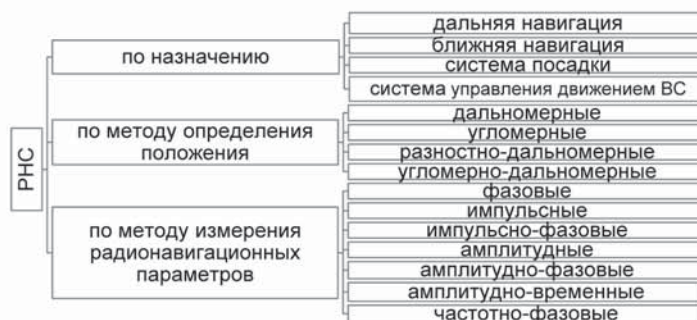 РНС
по назначению
дальняя навигация
ближняя навигация
система посадки
система управления движением ВС
по методу определения
положения
дальномерные
угломерные
разностно-дальномерные
угломерно-дальномерные
по методу измерения
радионавигационных
параметров
фазовые
импульсные
импульсно-фазовые
амплитудные
амплитудно-фазовые
амплитудно-временные
частотно-фазовые